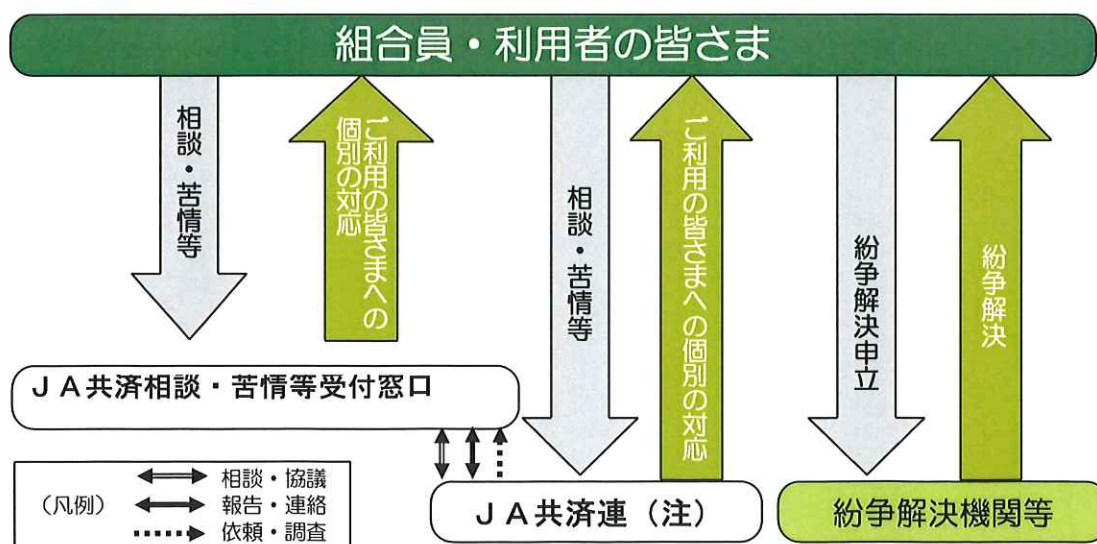 組合員・利用者の皆さま
相談・苦情等
ご利用の皆さまへの
個別の対応
相談・苦情等
ご利用の皆さまへの個別の対応
紛争解決申立
紛争解決
ＪＡ共済相談・苦情等受付窓口
（凡例）
相談・協議
報告・連絡
依頼・調査
ＪＡ共済連（注）
紛争解決機関等